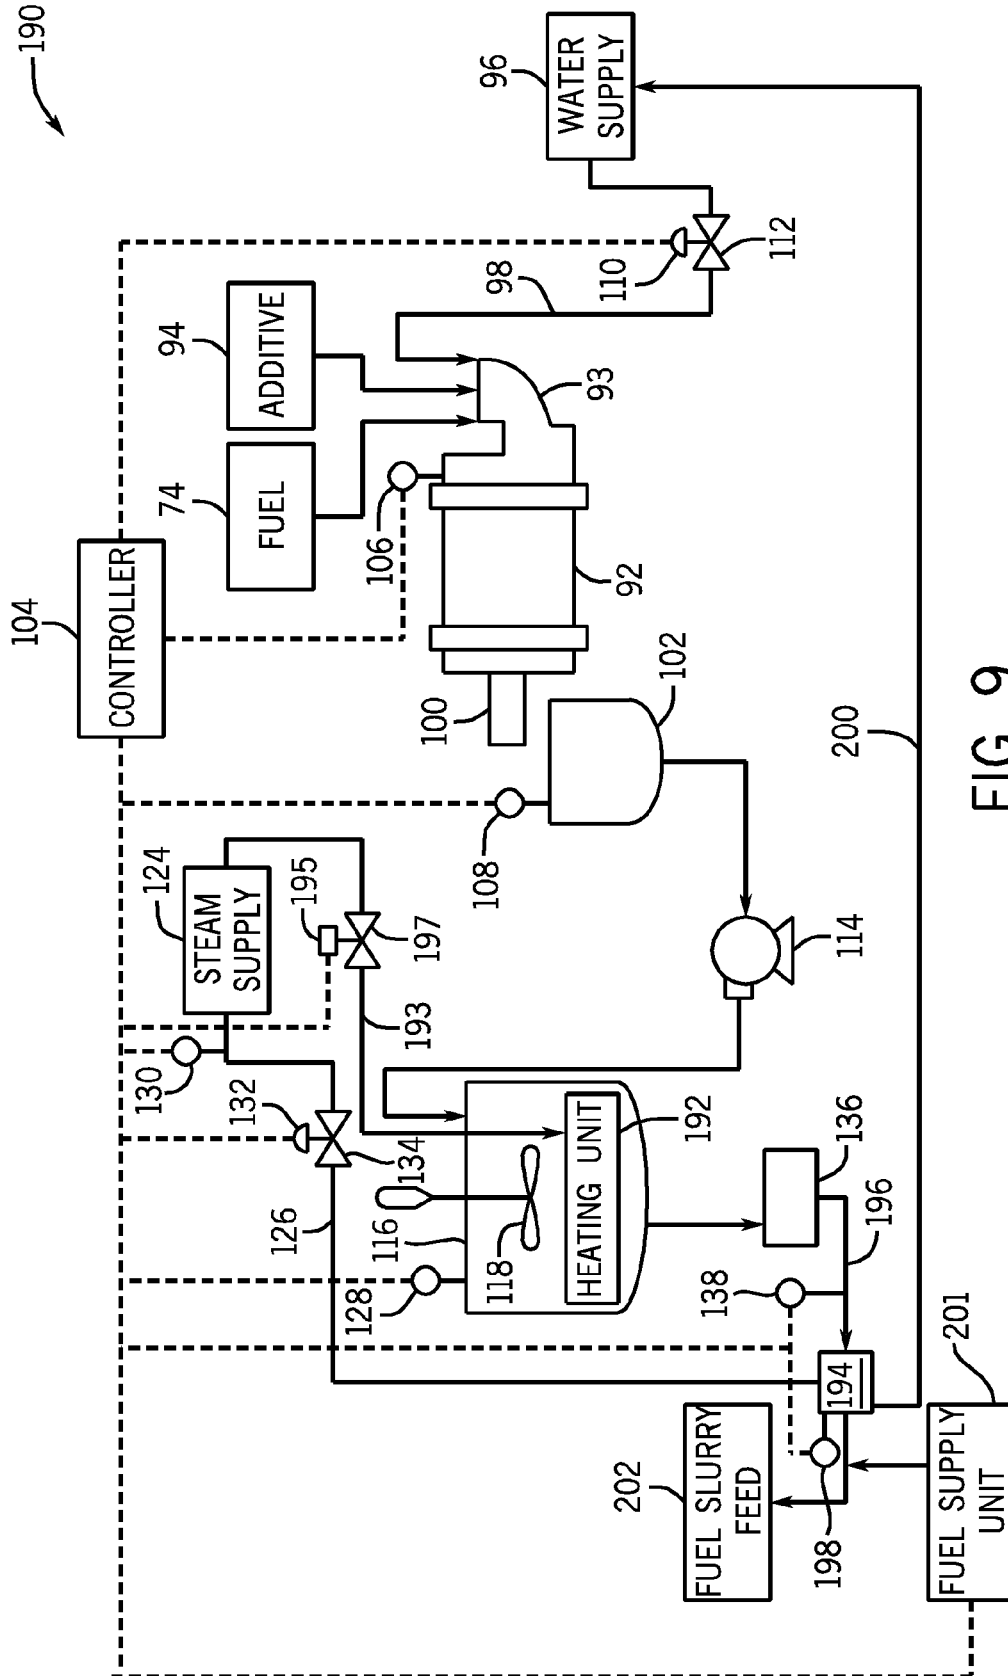 190
104
CONTROLLER
74
FUEL
94
ADDITIVE
96
WATER
SUPPLY
98
110
112
93
106
92
100
102
108
124
STEAM
SUPPLY
195
197
193
130
132
134
126
116
118
128
HEATING UNIT
192
114
136
196
138
194
198
200
202
FUEL SLURRY
FEED
201
FUEL SUPPLY
UNIT
FIG. 9